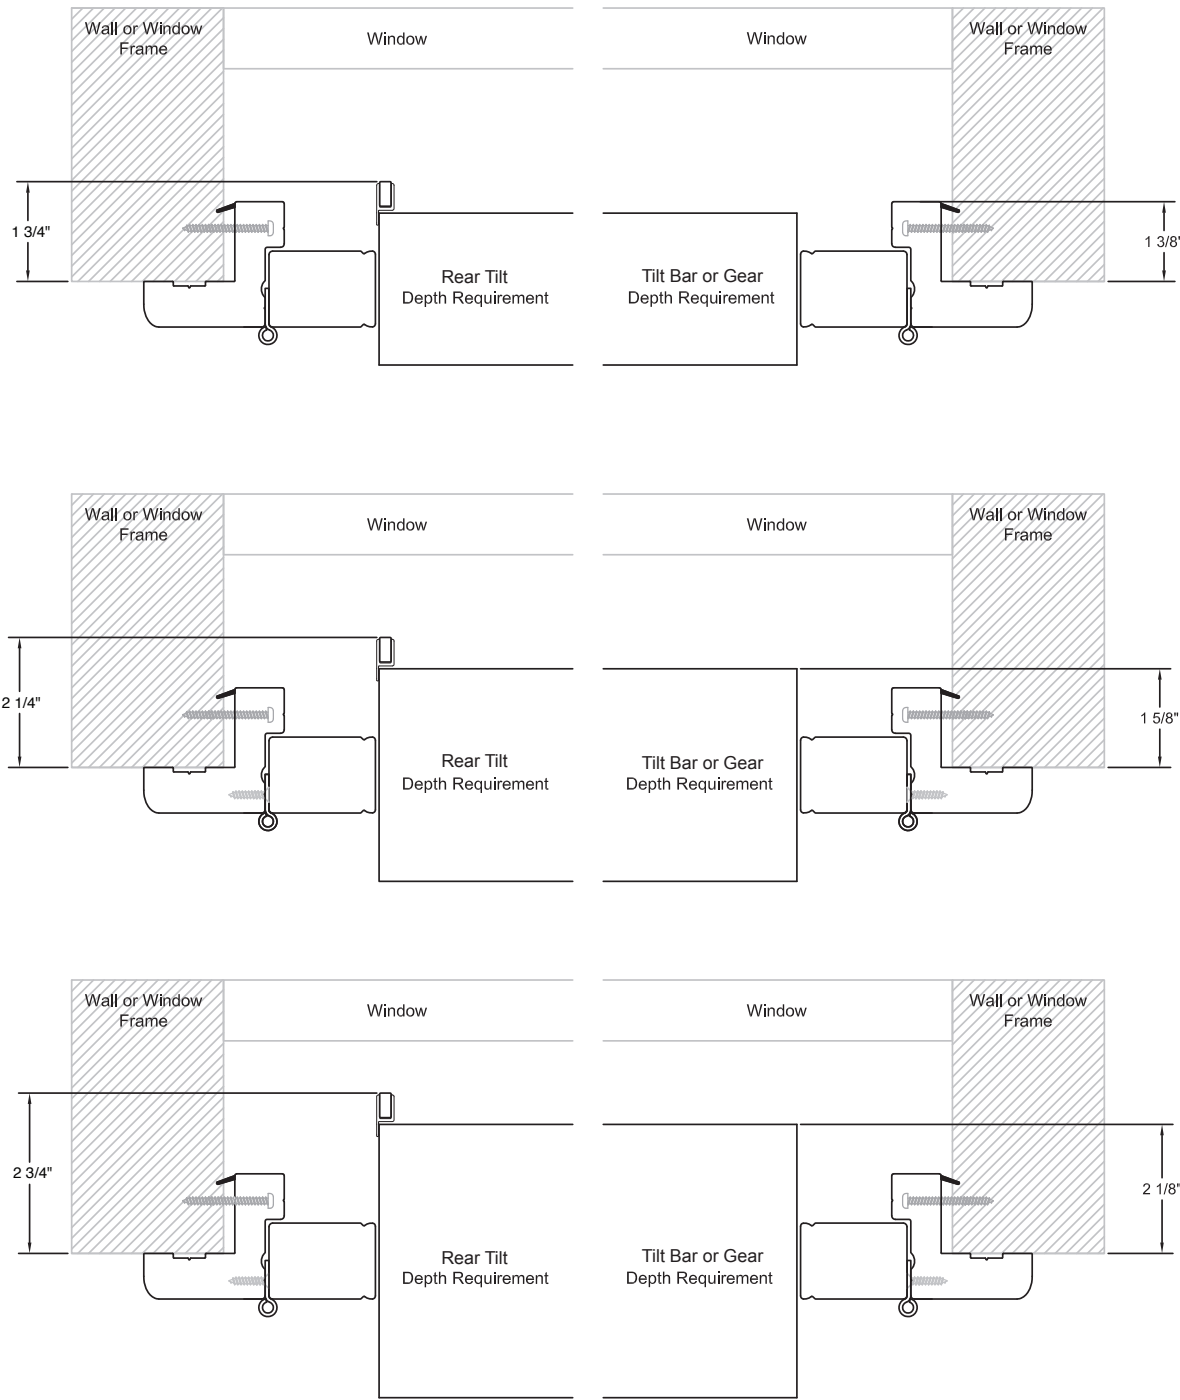 Wall or Window
Frame
Window
Window
Wall or Window
Frame
1 3/4"
1 3/8"
Rear Tilt
Depth Requirement
Tilt Bar or Gear
Depth Requirement
Wall or Window
Frame
Window
Window
Wall or Window
Frame
2 1/4"
1 5/8"
Rear Tilt
Depth Requirement
Tilt Bar or Gear
Depth Requirement
Wall or Window
Frame
Window
Window
Wall or Window
Frame
2 3/4"
2 1/8"
Rear Tilt
Depth Requirement
Tilt Bar or Gear
Depth Requirement